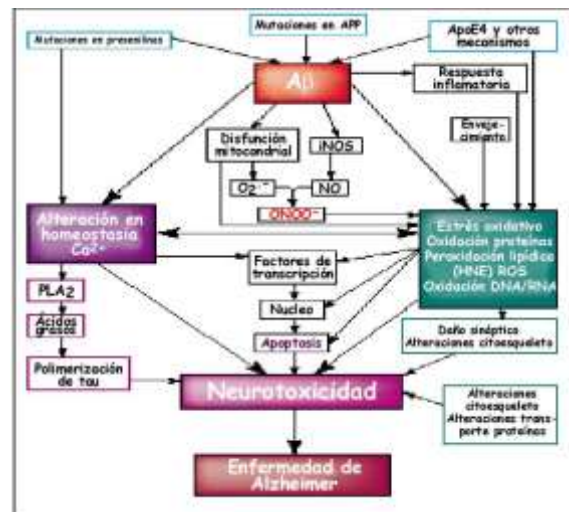 Mutaciones en presenilinas
Mutaciones en APP
ApoE4 y otros
mecanismos
Aβ
Respuesta
inflamatoria
Enveje-
cimiento
Disfunción
mitocondrial
iNOS
O₂·⁻
NO
ONOO⁻
Alteración en
homeostasia
Ca²⁺
Estrés oxidativo
Oxidación proteínas
Peroxidación lipídica
(HNE) ROS
Oxidación DNA/RNA
Factores de
transcripción
PLA₂
Nucleo
Ácidos
grasos
Apoptosis
Daño sináptico
Alteraciones citoesqueleto
Polimerización
de tau
Neurotoxicidad
Alteraciones
citoesqueleto
Alteraciones trans-
porte proteínas
Enfermedad de
Alzheimer